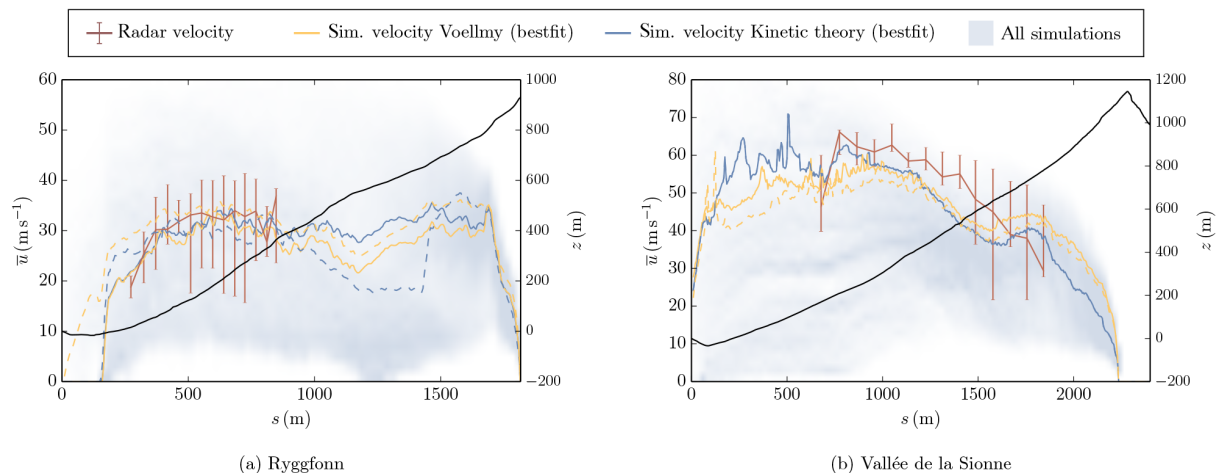 Radar velocity Sim. velocity Voellmy (bestfit) Sim. velocity Kinetic theory (bestfit) All simulations
60
50
40
30
20
10
0
u̅ (m s⁻¹)
1000
800
600
400
200
0
−200
z (m)
0 500 1000 1500
s (m)
(a) Ryggfonn
80
70
60
50
40
30
20
10
0
u̅ (m s⁻¹)
1200
1000
800
600
400
200
0
−200
z (m)
0 500 1000 1500 2000
s (m)
(b) Vallée de la Sionne